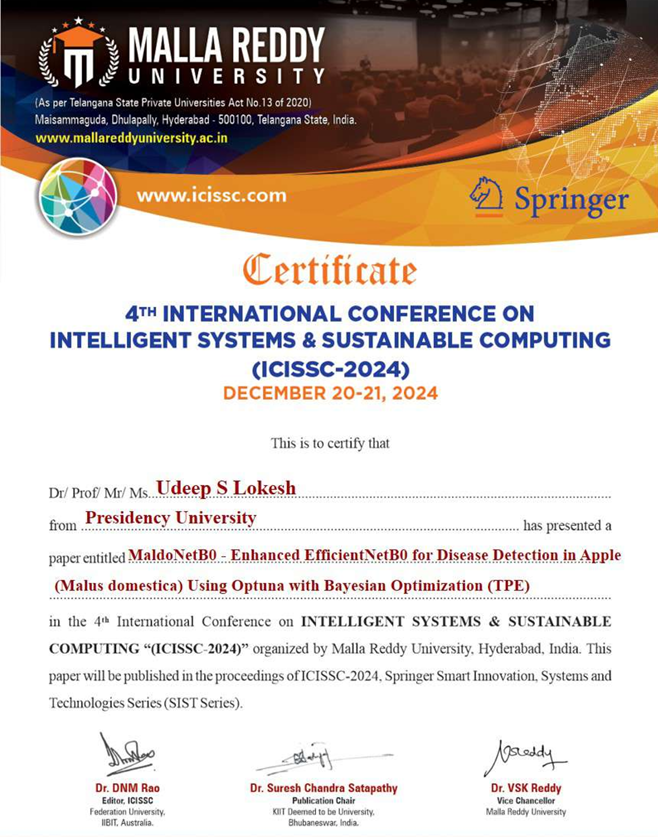 MALLA REDDY
UNIVERSITY
(As per Telangana State Private Universities Act No.13 of 2020)
Maisammaguda, Dhulapally, Hyderabad - 500100, Telangana State, India.
www.mallareddyuniversity.ac.in
www.icissc.com
Springer
Certificate
4TH INTERNATIONAL CONFERENCE ON
INTELLIGENT SYSTEMS & SUSTAINABLE COMPUTING
(ICISSC-2024)
DECEMBER 20-21, 2024
This is to certify that
Dr/ Prof/ Mr/ Ms. Udeep S Lokesh
from Presidency University has presented a
paper entitled MaldoNetB0 - Enhanced EfficientNetB0 for Disease Detection in Apple
(Malus domestica) Using Optuna with Bayesian Optimization (TPE)
in the 4th International Conference on INTELLIGENT SYSTEMS & SUSTAINABLE
COMPUTING “(ICISSC-2024)” organized by Malla Reddy University, Hyderabad, India. This
paper will be published in the proceedings of ICISSC-2024, Springer Smart Innovation, Systems and
Technologies Series (SIST Series).
Dr. DNM Rao
Editor, ICISSC
Federation University,
IIBIT, Australia.
Dr. Suresh Chandra Satapathy
Publication Chair
KIIT Deemed to be University,
Bhubaneswar, India.
Dr. VSK Reddy
Vice Chancellor
Malla Reddy University